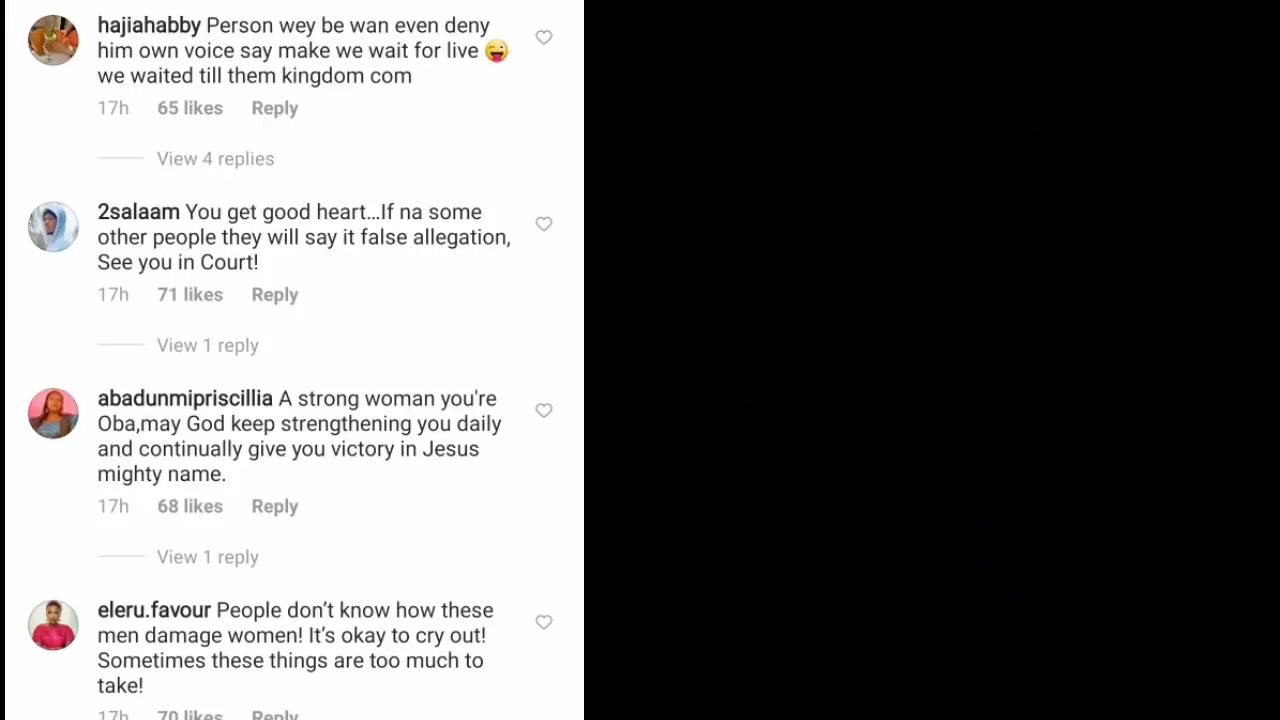 hajiahabby Person wey be wan even deny
him own voice say make we wait for live 😜
we waited till them kingdom com
17h 65 likes Reply
View 4 replies
2salaam You get good heart...If na some
other people they will say it false allegation,
See you in Court!
17h 71 likes Reply
View 1 reply
abadunmipriscillia A strong woman you're
Oba,may God keep strengthening you daily
and continually give you victory in Jesus
mighty name.
17h 68 likes Reply
View 1 reply
eleru.favour People don't know how these
men damage women! It's okay to cry out!
Sometimes these things are too much to
take!
17h 70 likes Reply